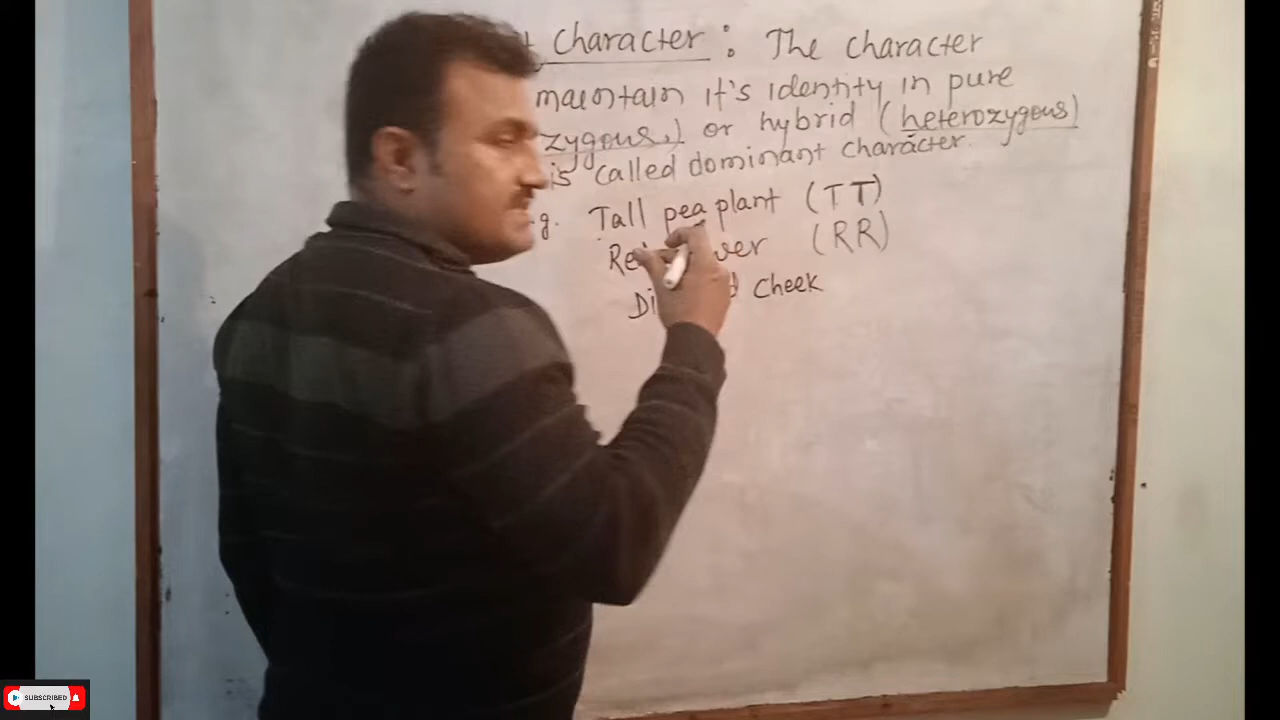 Character : The character
maintain it's identity in pure
zygous.) or hybrid (heterozygous)
is called dominant character.
g. Tall pea plant (TT)
(RR)
Cheek
SUBSCRIBED